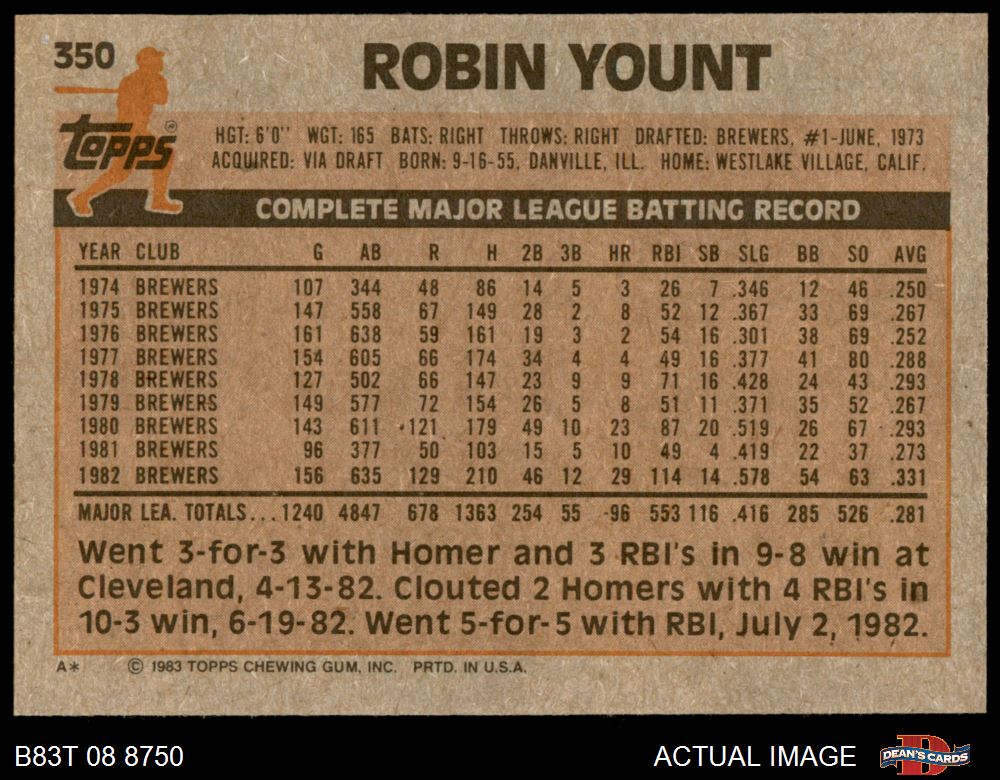 350 ROBIN YOUNT
Topps®
HGT: 6'0" WGT: 165 BATS: RIGHT THROWS: RIGHT DRAFTED: BREWERS, #1-JUNE, 1973
ACQUIRED: VIA DRAFT BORN: 9-16-55, DANVILLE, ILL. HOME: WESTLAKE VILLAGE, CALIF.
COMPLETE MAJOR LEAGUE BATTING RECORD
YEAR CLUB G AB R H 2B 3B HR RBI SB SLG BB SO AVG
1974 BREWERS 107 344 48 86 14 5 3 26 7 .346 12 46 .250
1975 BREWERS 147 558 67 149 28 2 8 52 12 .367 33 69 .267
1976 BREWERS 161 638 59 161 19 3 2 54 16 .301 38 69 .252
1977 BREWERS 154 605 66 174 34 4 4 49 16 .377 41 80 .288
1978 BREWERS 127 502 66 147 23 9 9 71 16 .428 24 43 .293
1979 BREWERS 149 577 72 154 26 5 8 51 11 .371 35 52 .267
1980 BREWERS 143 611 121 179 49 10 23 87 20 .519 26 67 .293
1981 BREWERS 96 377 50 103 15 5 10 49 4 .419 22 37 .273
1982 BREWERS 156 635 129 210 46 12 29 114 14 .578 54 63 .331
MAJOR LEA. TOTALS... 1240 4847 678 1363 254 55 96 553 116 .416 285 526 .281
Went 3-for-3 with Homer and 3 RBI's in 9-8 win at
Cleveland, 4-13-82. Clouted 2 Homers with 4 RBI's in
10-3 win, 6-19-82. Went 5-for-5 with RBI, July 2, 1982.
A* © 1983 TOPPS CHEWING GUM, INC. PRTD. IN U.S.A.
B83T 08 8750 ACTUAL IMAGE DEAN'S CARDS